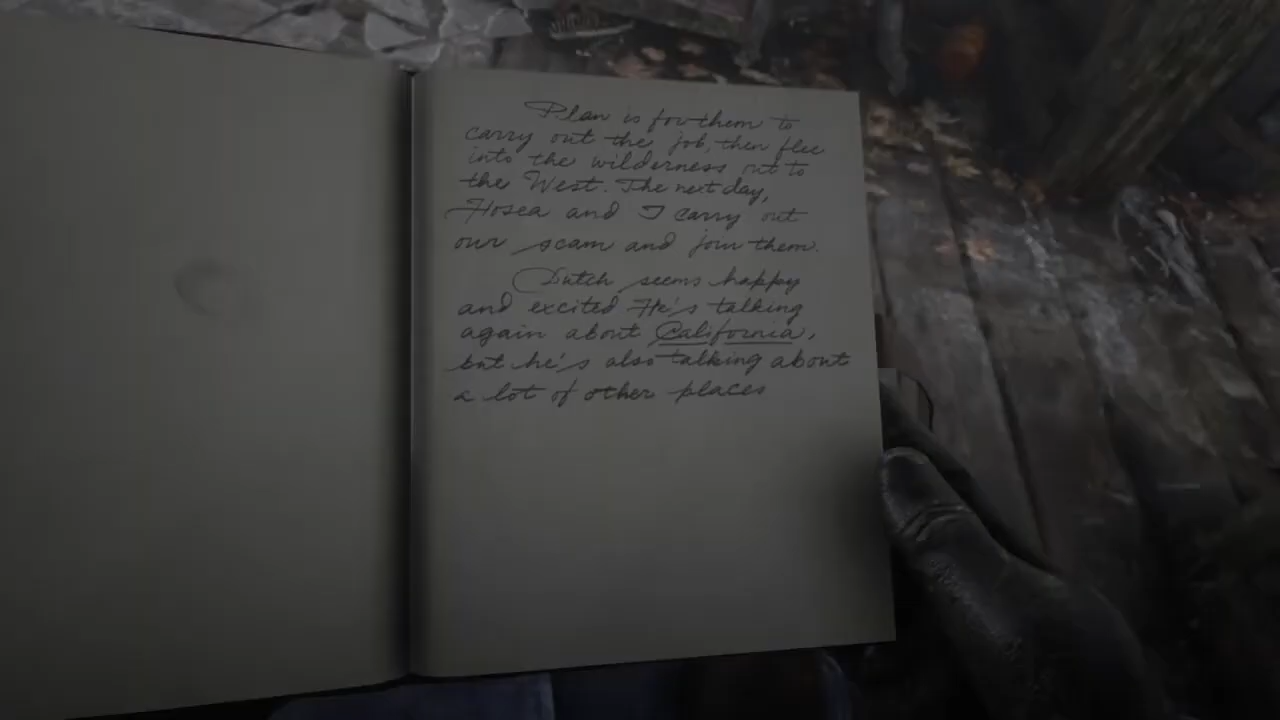 Plan is for them to
carry out the job, then flee
into the wilderness out to
the West. The next day,
Hosea and I carry out
our scam and join them.
Dutch seems happy
and excited He's talking
again about California,
but he's also talking about
a lot of other places